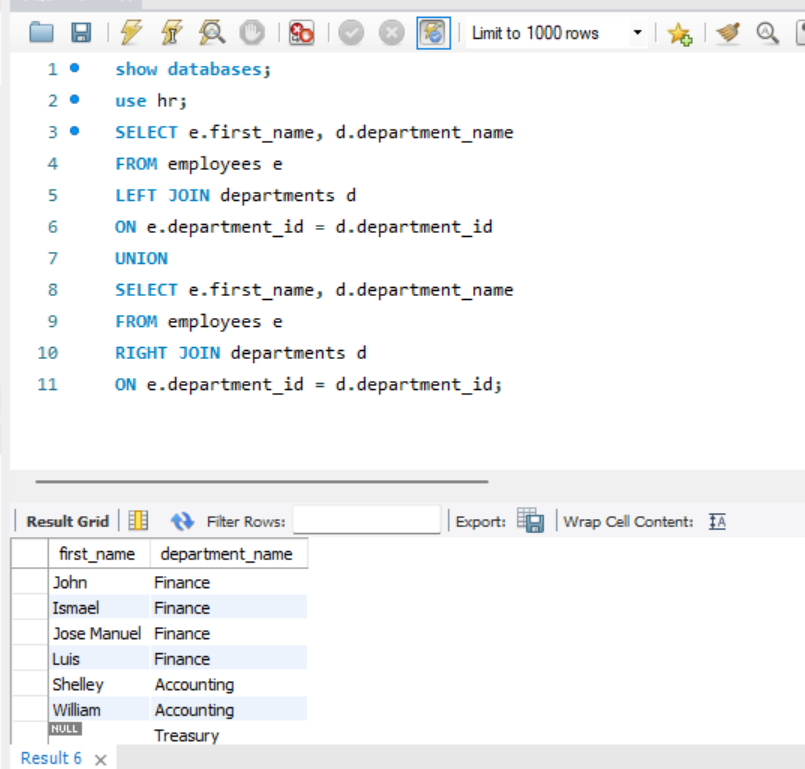 Limit to 1000 rows
1 show databases;
2 use hr;
3 SELECT e.first_name, d.department_name
4 FROM employees e
5 LEFT JOIN departments d
6 ON e.department_id = d.department_id
7 UNION
8 SELECT e.first_name, d.department_name
9 FROM employees e
10 RIGHT JOIN departments d
11 ON e.department_id = d.department_id;
Result Grid Filter Rows: Export: Wrap Cell Content: IA
first_name department_name
John Finance
Ismael Finance
Jose Manuel Finance
Luis Finance
Shelley Accounting
William Accounting
NULL Treasury
Result 6 ×